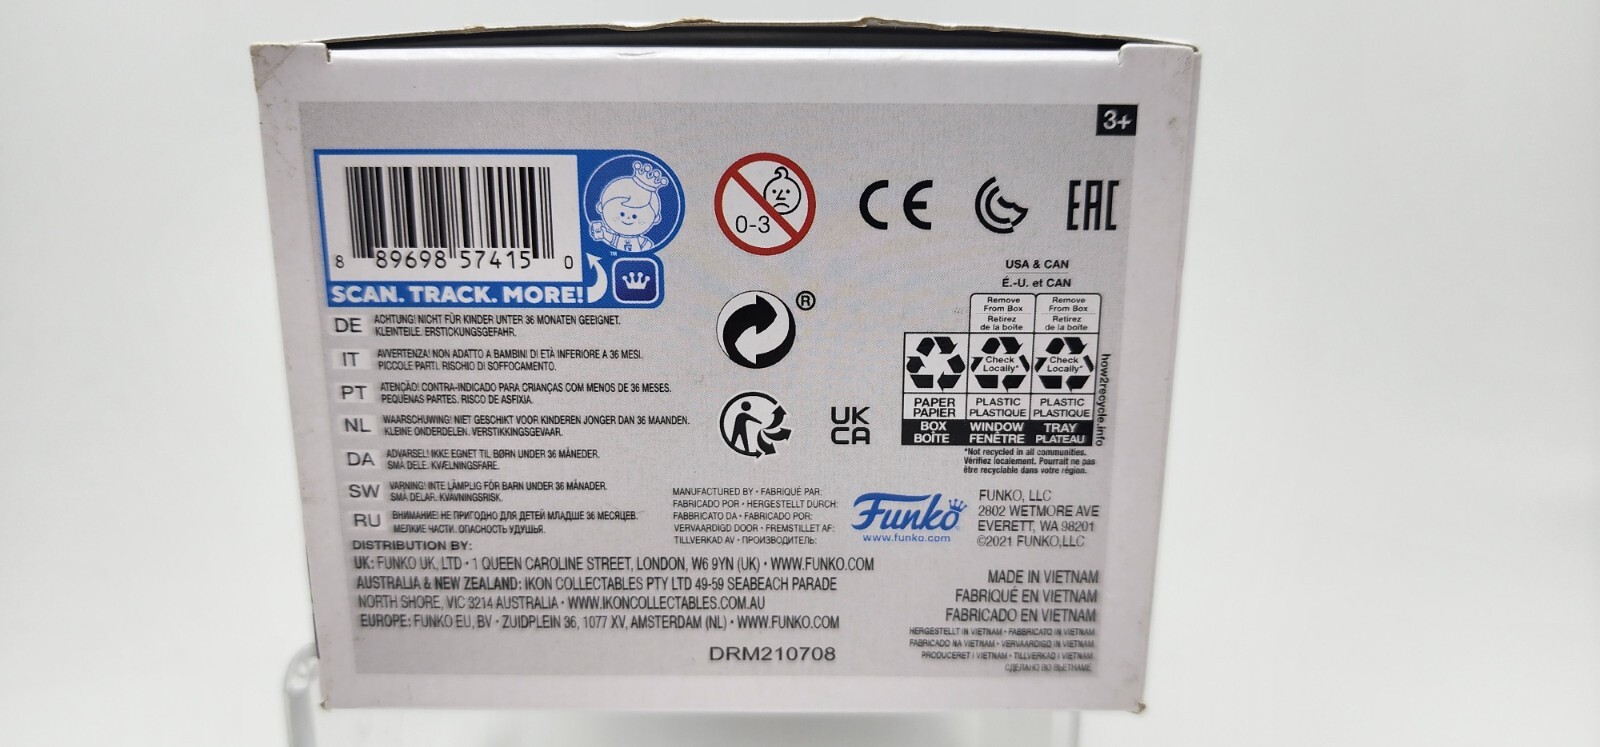 3+
8 89698 57415 0
™
SCAN. TRACK. MORE!
0-3
CE
EAC
®
UK
CA
USA & CAN
É.-U. et CAN
Remove From Box
Retirez de la boîte
Remove From Box
Retirez de la boîte
Check Locally*
Check Locally*
PAPER
PAPIER
BOX
BOÎTE
PLASTIC
PLASTIQUE
WINDOW
FENÊTRE
PLASTIC
PLASTIQUE
TRAY
PLATEAU
how2recycle.info
*Not recycled in all communities.
Vérifiez localement. Pourrait ne pas
être recyclable dans votre région.
DE ACHTUNG! NICHT FÜR KINDER UNTER 36 MONATEN GEEIGNET.
KLEINTEILE. ERSTICKUNGSGEFAHR.
IT AVVERTENZA! NON ADATTO A BAMBINI DI ETÀ INFERIORE A 36 MESI.
PICCOLE PARTI. RISCHIO DI SOFFOCAMENTO.
PT ATENÇÃO! CONTRA-INDICADO PARA CRIANÇAS COM MENOS DE 36 MESES.
PEQUENAS PARTES. RISCO DE ASFIXIA.
NL WAARSCHUWING! NIET GESCHIKT VOOR KINDEREN JONGER DAN 36 MAANDEN.
KLEINE ONDERDELEN. VERSTIKKINGSGEVAAR.
DA ADVARSEL! IKKE EGNET TIL BØRN UNDER 36 MÅNEDER.
SMÅ DELE. KVÆLNINGSFARE.
SW VARNING! INTE LÄMPLIG FÖR BARN UNDER 36 MÅNADER.
SMÅ DELAR. KVÄVNINGSRISK.
RU ВНИМАНИЕ! НЕ ПРИГОДНО ДЛЯ ДЕТЕЙ МЛАДШЕ 36 МЕСЯЦЕВ.
МЕЛКИЕ ЧАСТИ. ОПАСНОСТЬ УДУШЬЯ.
MANUFACTURED BY • FABRIQUÉ PAR:
FABRICADO POR • HERGESTELLT DURCH:
FABBRICATO DA • FABRICADO POR:
VERVAARDIGD DOOR • FREMSTILLET AF:
TILLVERKAD AV • ПРОИЗВОДИТЕЛЬ:
Funko
www.funko.com
FUNKO, LLC
2802 WETMORE AVE
EVERETT, WA 98201
©2021 FUNKO,LLC
DISTRIBUTION BY:
UK: FUNKO UK, LTD • 1 QUEEN CAROLINE STREET, LONDON, W6 9YN (UK) • WWW.FUNKO.COM
AUSTRALIA & NEW ZEALAND: IKON COLLECTABLES PTY LTD 49-59 SEABEACH PARADE
NORTH SHORE, VIC 3214 AUSTRALIA • WWW.IKONCOLLECTABLES.COM.AU
EUROPE: FUNKO EU, BV • ZUIDPLEIN 36, 1077 XV, AMSTERDAM (NL) • WWW.FUNKO.COM
DRM210708
MADE IN VIETNAM
FABRIQUÉ EN VIETNAM
FABRICADO EN VIETNAM
HERGESTELLT IN VIETNAM • FABBRICATO IN VIETNAM
FABRICADO NA VIETNAM • VERVAARDIGD IN VIETNAM
PRODUCERET I VIETNAM • TILLVERKAD I VIETNAM
СДЕЛАНО ВО ВЬЕТНАМЕ